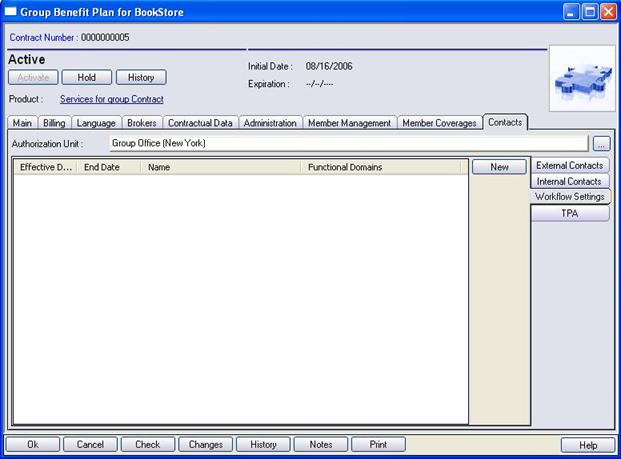 Group Benefit Plan for BookStore
Contract Number : 0000000005
Active
Activate Hold History
Initial Date : 08/16/2006
Expiration : --/--/----
Product : Services for group Contract
Main Billing Language Brokers Contractual Data Administration Member Management Member Coverages Contacts
Authorization Unit : Group Office (New York) ...
Effective D... End Date Name Functional Domains New
External Contacts
Internal Contacts
Workflow Settings
TPA
Ok Cancel Check Changes History Notes Print Help